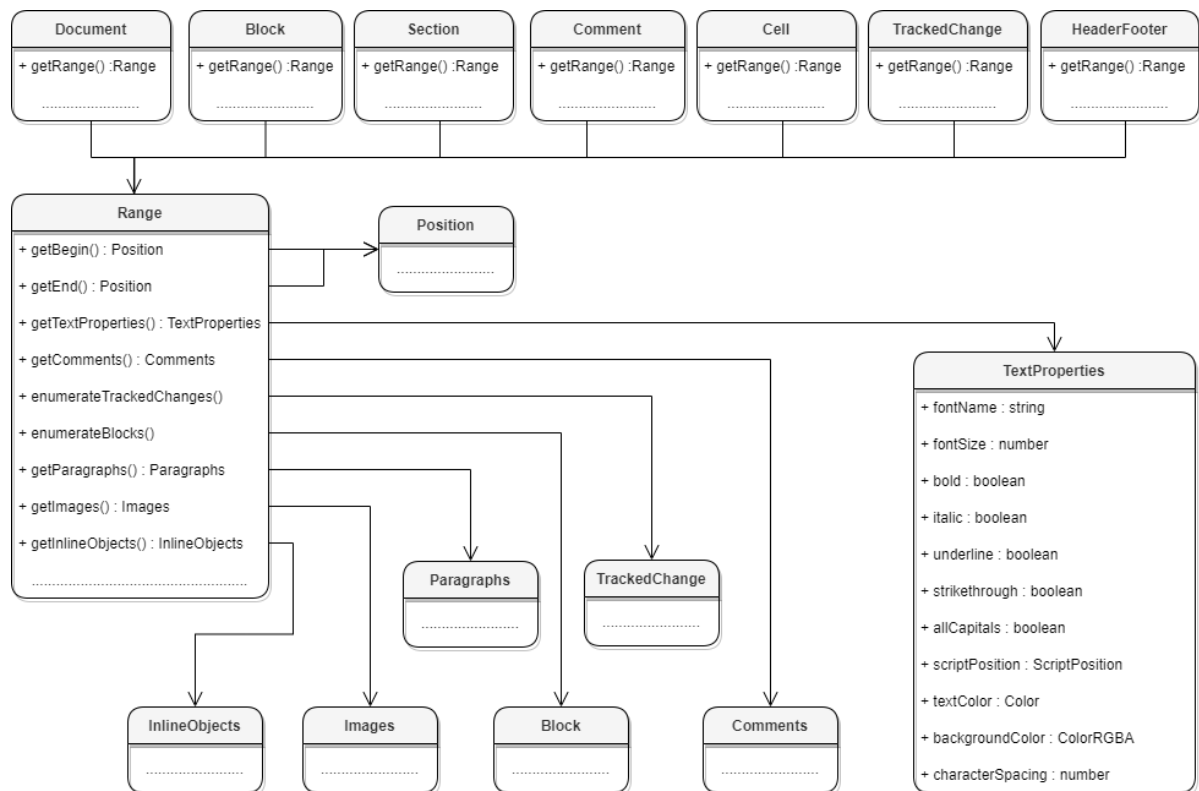 Document
+ getRange() :Range
........................
Block
+ getRange() :Range
........................
Section
+ getRange() :Range
........................
Comment
+ getRange() :Range
........................
Cell
+ getRange() :Range
........................
TrackedChange
+ getRange() :Range
........................
HeaderFooter
+ getRange() :Range
........................
Range
+ getBegin() : Position
+ getEnd() : Position
+ getTextProperties() : TextProperties
+ getComments() : Comments
+ enumerateTrackedChanges()
+ enumerateBlocks()
+ getParagraphs() : Paragraphs
+ getImages() : Images
+ getInlineObjects() : InlineObjects
.....................................................
Position
........................
TextProperties
+ fontName : string
+ fontSize : number
+ bold : boolean
+ italic : boolean
+ underline : boolean
+ strikethrough : boolean
+ allCapitals : boolean
+ scriptPosition : ScriptPosition
+ textColor : Color
+ backgroundColor : ColorRGBA
+ characterSpacing : number
Paragraphs
........................
TrackedChange
........................
InlineObjects
........................
Images
........................
Block
........................
Comments
........................